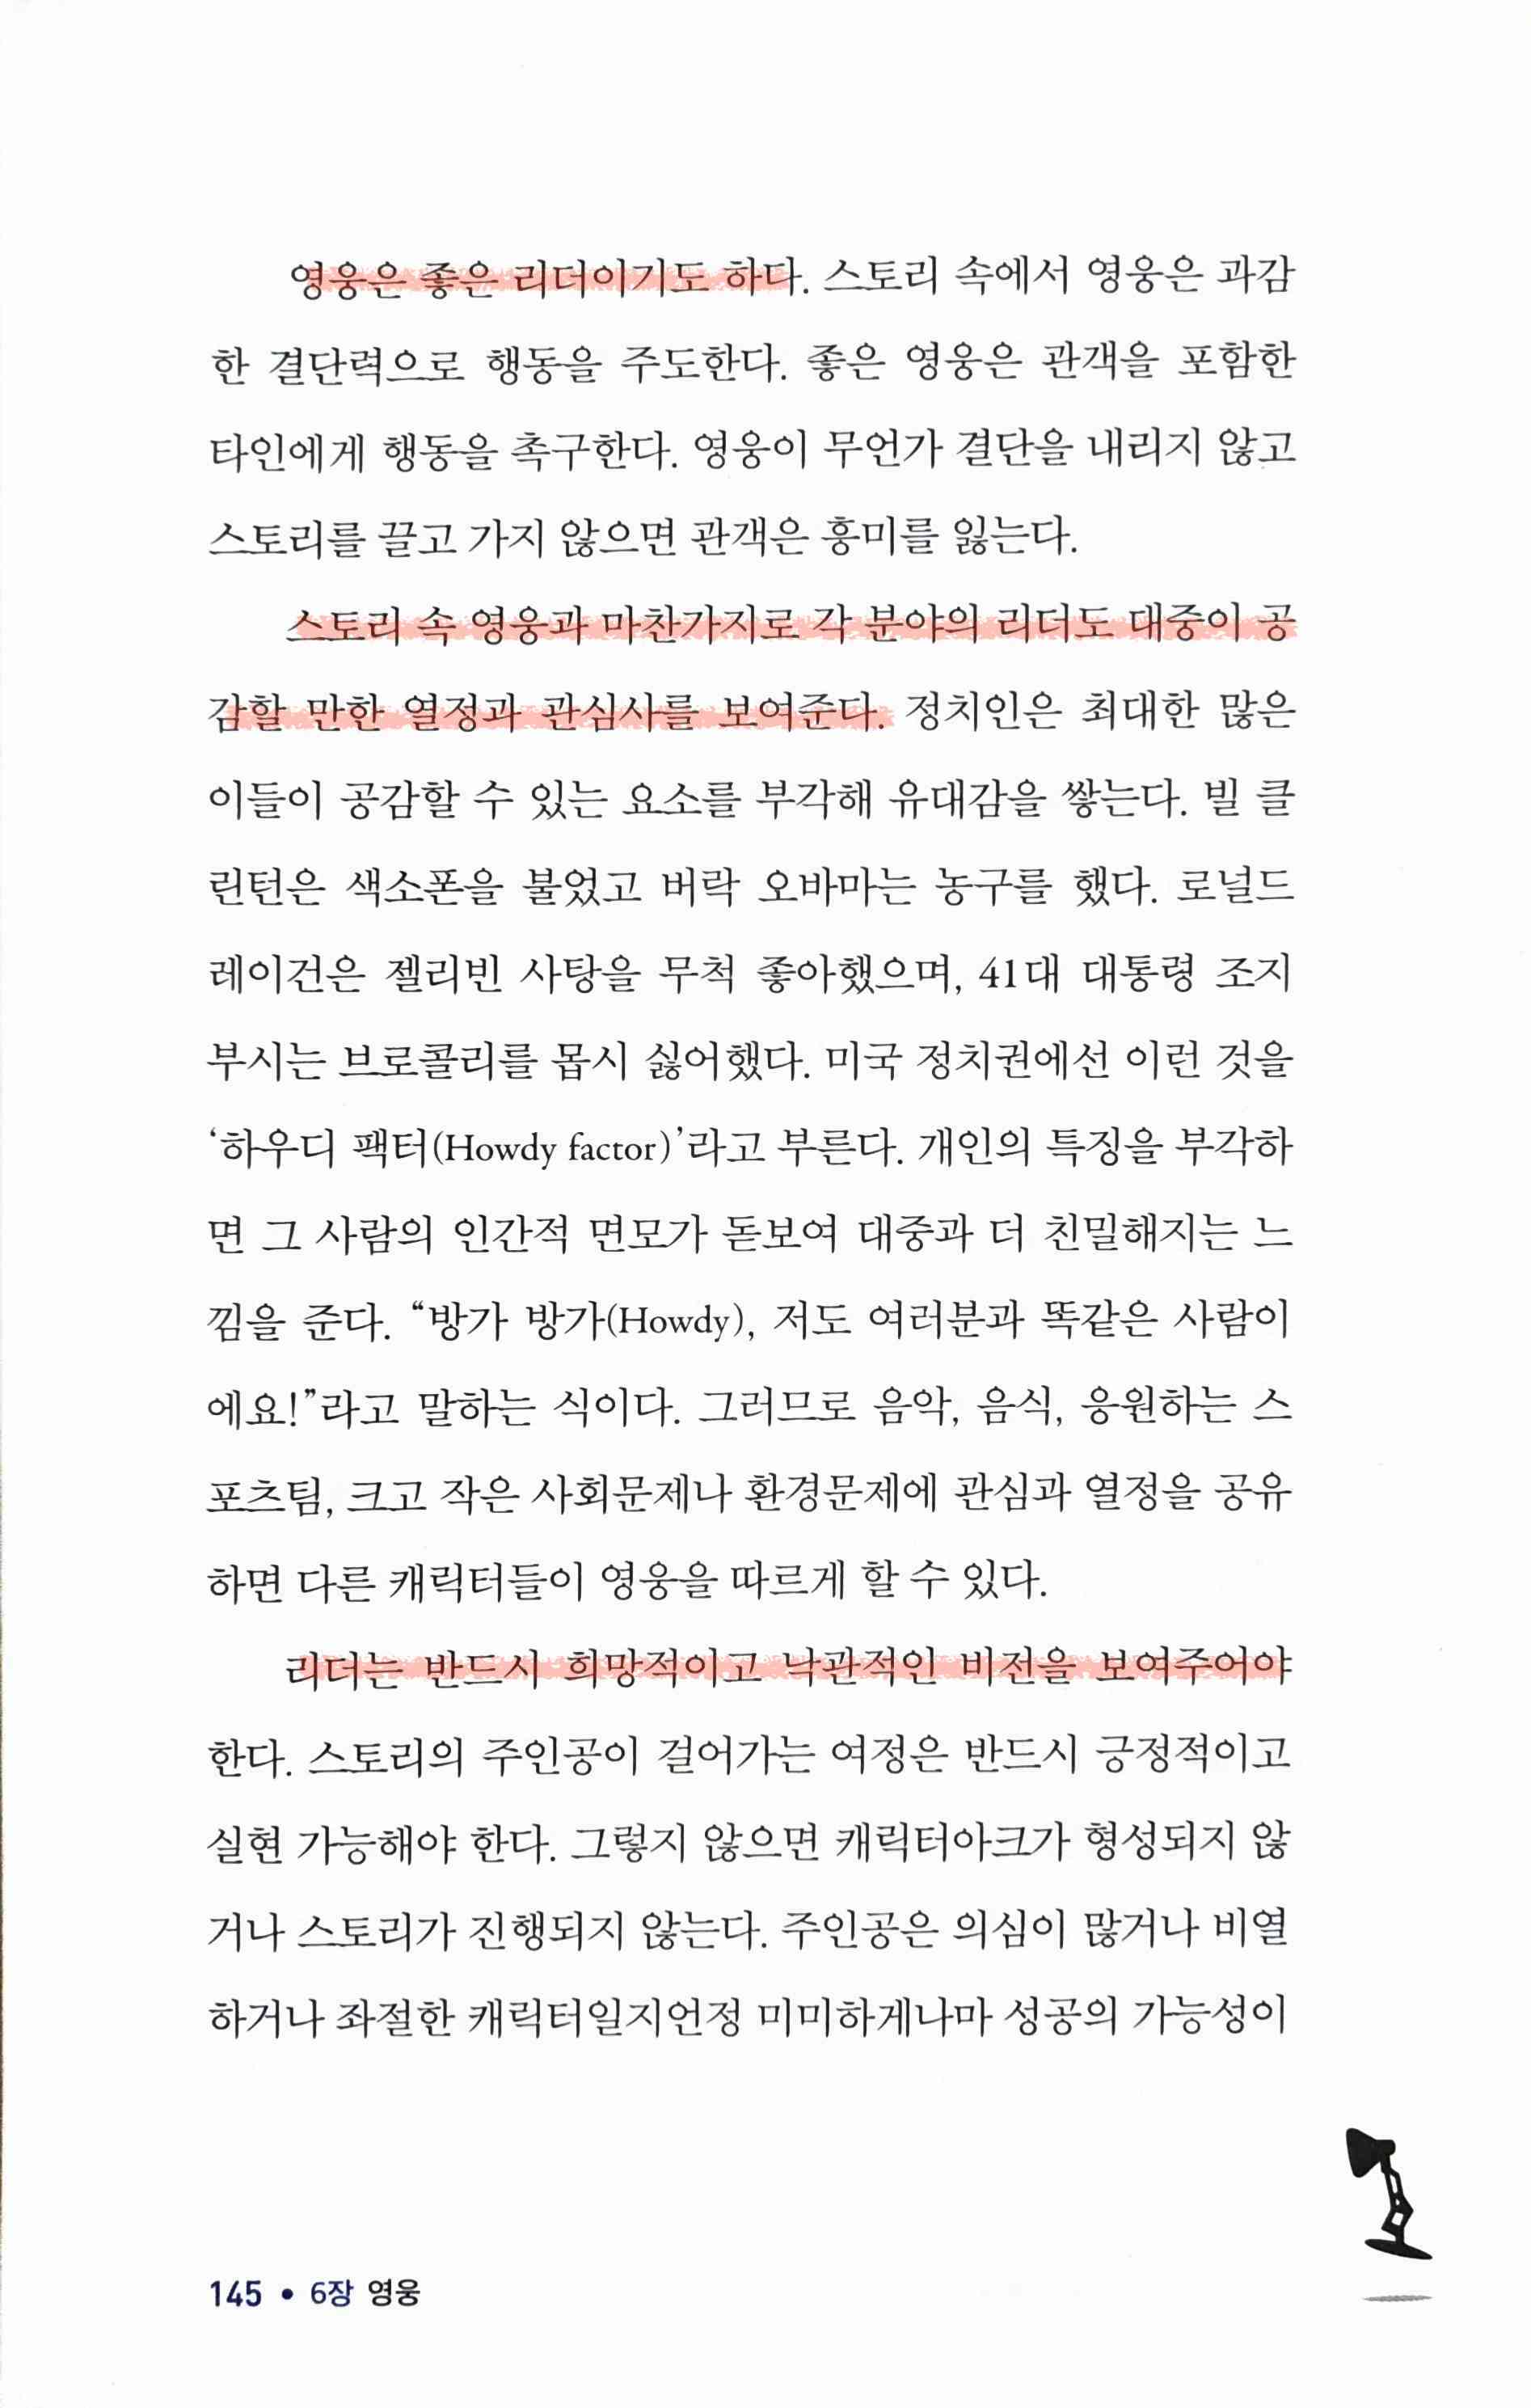 영웅은 좋은 리더이기도 하다. 스토리 속에서 영웅은 과감
한 결단력으로 행동을 주도한다. 좋은 영웅은 관객을 포함한
타인에게 행동을 촉구한다. 영웅이 무언가 결단을 내리지 않고
스토리를 끌고 가지 않으면 관객은 흥미를 잃는다.
스토리 속 영웅과 마찬가지로 각 분야의 리더도 대중이 공
감할 만한 열정과 관심사를 보여준다. 정치인은 최대한 많은
이들이 공감할 수 있는 요소를 부각해 유대감을 쌓는다. 빌 클
린턴은 색소폰을 불었고 버락 오바마는 농구를 했다. 로널드
레이건은 젤리빈 사탕을 무척 좋아했으며, 41대 대통령 조지
부시는 브로콜리를 몹시 싫어했다. 미국 정치권에선 이런 것을
‘하우디 팩터(Howdy factor)’라고 부른다. 개인의 특징을 부각하
면 그 사람의 인간적 면모가 돋보여 대중과 더 친밀해지는 느
낌을 준다. “방가 방가(Howdy), 저도 여러분과 똑같은 사람이
에요!”라고 말하는 식이다. 그러므로 음악, 음식, 응원하는 스
포츠팀, 크고 작은 사회문제나 환경문제에 관심과 열정을 공유
하면 다른 캐릭터들이 영웅을 따르게 할 수 있다.
리더는 반드시 희망적이고 낙관적인 비전을 보여주어야
한다. 스토리의 주인공이 걸어가는 여정은 반드시 긍정적이고
실현 가능해야 한다. 그렇지 않으면 캐릭터아크가 형성되지 않
거나 스토리가 진행되지 않는다. 주인공은 의심이 많거나 비열
하거나 좌절한 캐릭터일지언정 미미하게나마 성공의 가능성이
145 • 6장 영웅